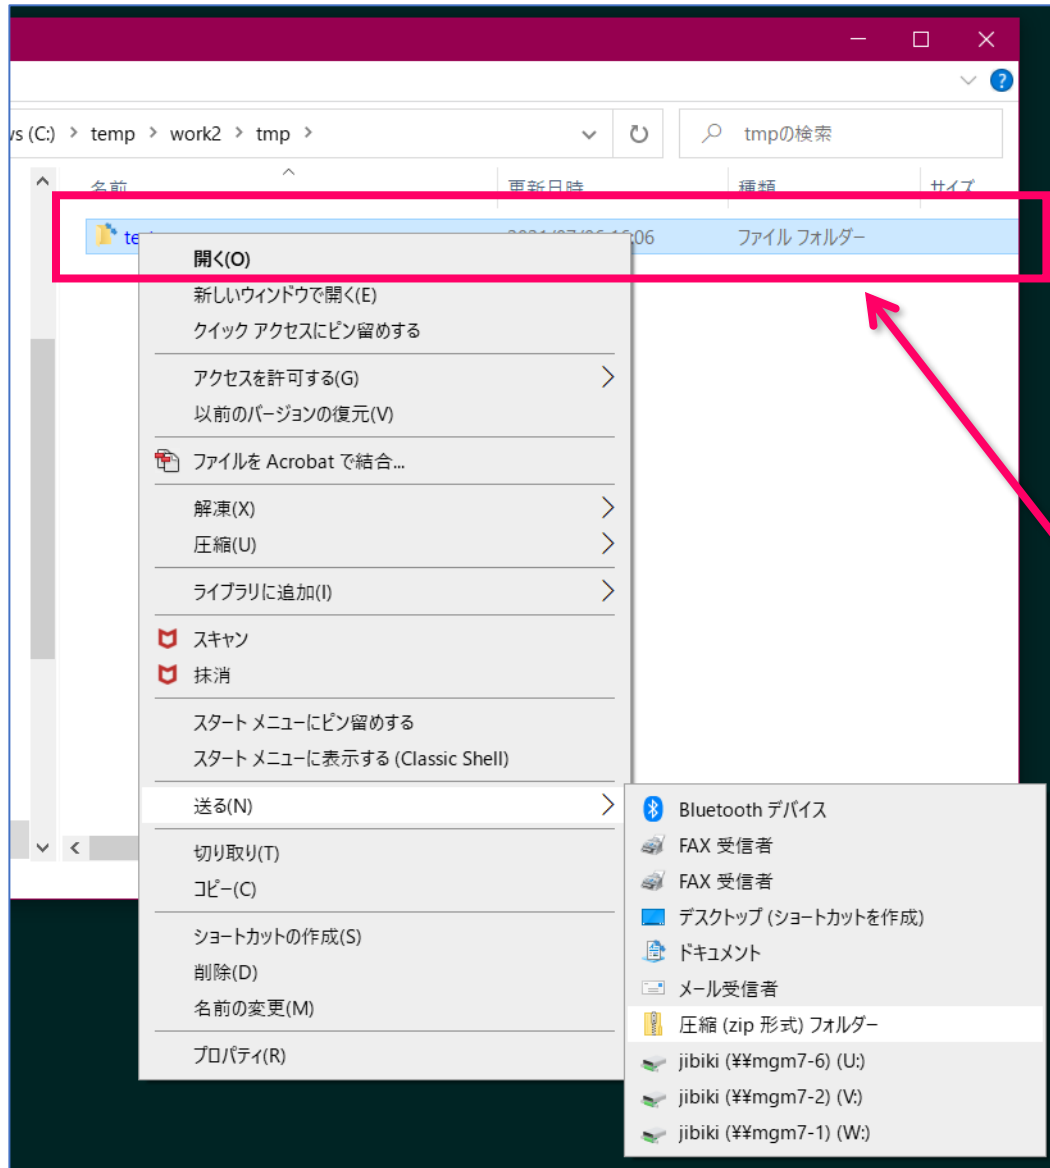 s (C:) > temp > work2 > tmp >
tmpの検索
名前
更新日時
種類
サイズ
ファイル フォルダー
開く(O)
新しいウィンドウで開く(E)
クイック アクセスにピン留めする
アクセスを許可する(G)
以前のバージョンの復元(V)
ファイルを Acrobat で結合...
解凍(X)
圧縮(U)
ライブラリに追加(I)
スキャン
抹消
スタート メニューにピン留めする
スタート メニューに表示する (Classic Shell)
送る(N)
切り取り(T)
コピー(C)
ショートカットの作成(S)
削除(D)
名前の変更(M)
プロパティ(R)
Bluetooth デバイス
FAX 受信者
FAX 受信者
デスクトップ (ショートカットを作成)
ドキュメント
メール受信者
圧縮 (zip 形式) フォルダー
jibiki (¥¥mgm7-6) (U:)
jibiki (¥¥mgm7-2) (V:)
jibiki (¥¥mgm7-1) (W:)